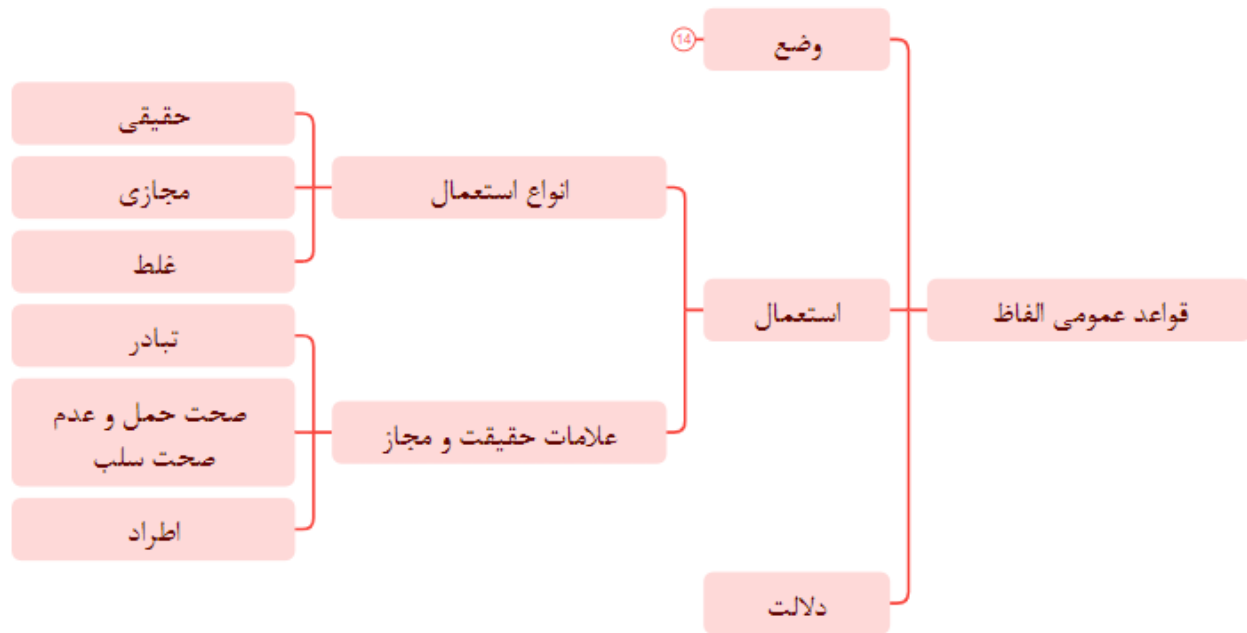 قواعد عمومی الفاظ
وضع
14
استعمال
انواع استعمال
حقیقی
مجازی
غلط
علامات حقیقت و مجاز
تبادر
صحت حمل و عدم
صحت سلب
اطراد
دلالت